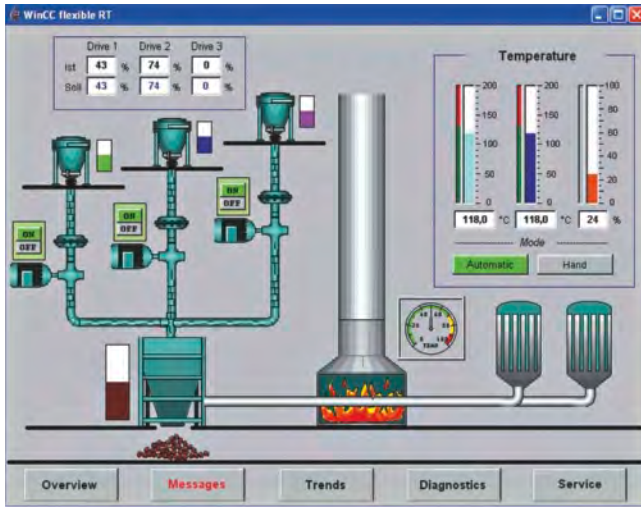 WinCC flexible RT
Drive 1 Drive 2 Drive 3
Ist 43 % 74 % 0 %
Soll 43 % 74 % 0 %
Temperature
200 200 100
150 150 80
100 100 60
50 50 40
0 0 20
0
118,0 °C 118,0 °C 24 %
Mode
Automatic Hand
ON
OFF
ON
OFF
ON
OFF
TEMP
Overview Messages Trends Diagnostics Service